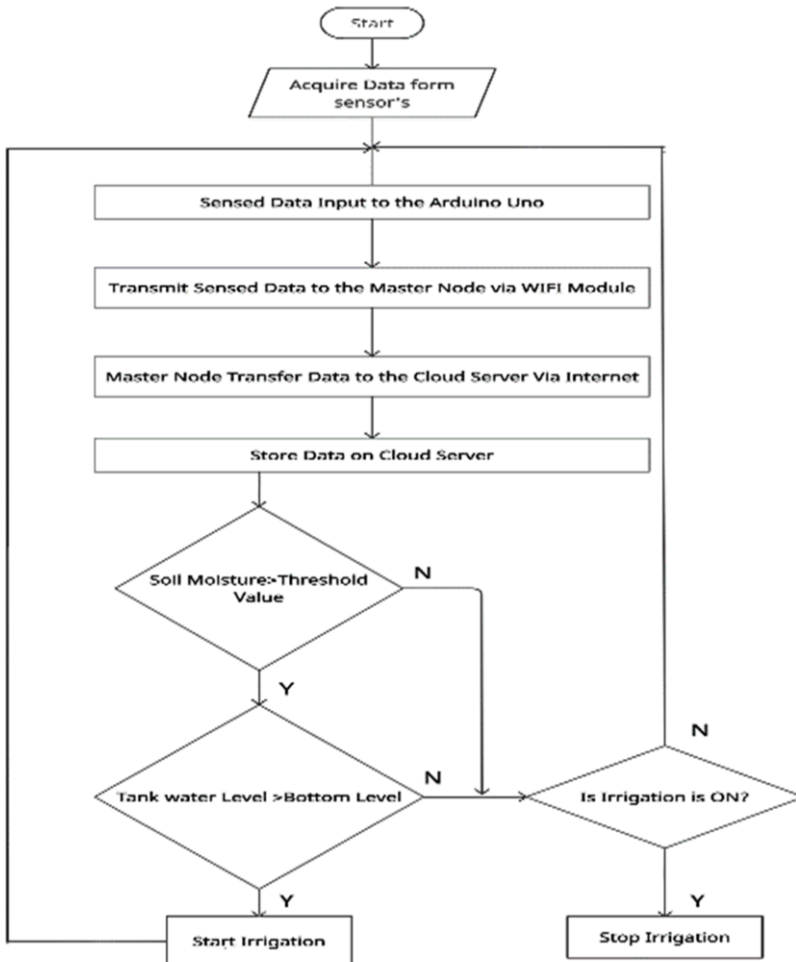 Start
Acquire Data form
sensor's
Sensed Data Input to the Arduino Uno
Transmit Sensed Data to the Master Node via WIFI Module
Master Node Transfer Data to the Cloud Server Via Internet
Store Data on Cloud Server
Soil Moisture>Threshold
Value
N
Y
Tank water Level >Bottom Level
N
Is Irrigation is ON?
N
Y
Y
Start Irrigation
Stop Irrigation